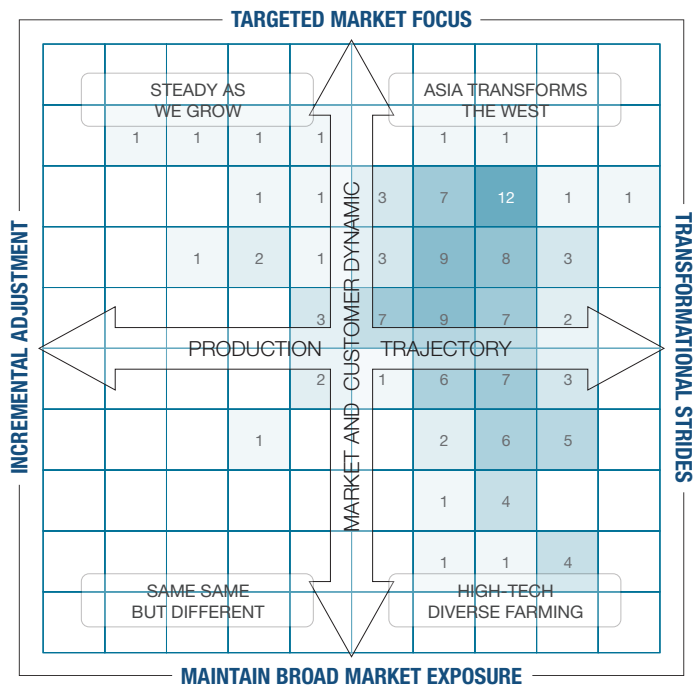 TARGETED MARKET FOCUS
STEADY AS
WE GROW
ASIA TRANSFORMS
THE WEST
1 1 1 1 1 1
1 1 3 7 12 1 1
1 2 1 3 9 8 3
3 7 9 7 2
INCREMENTAL ADJUSTMENT
PRODUCTION TRAJECTORY
MARKET AND CUSTOMER DYNAMIC
TRANSFORMATIONAL STRIDES
2 1 6 7 3
1 2 6 5
1 4
1 1 4
SAME SAME
BUT DIFFERENT
HIGH-TECH
DIVERSE FARMING
MAINTAIN BROAD MARKET EXPOSURE